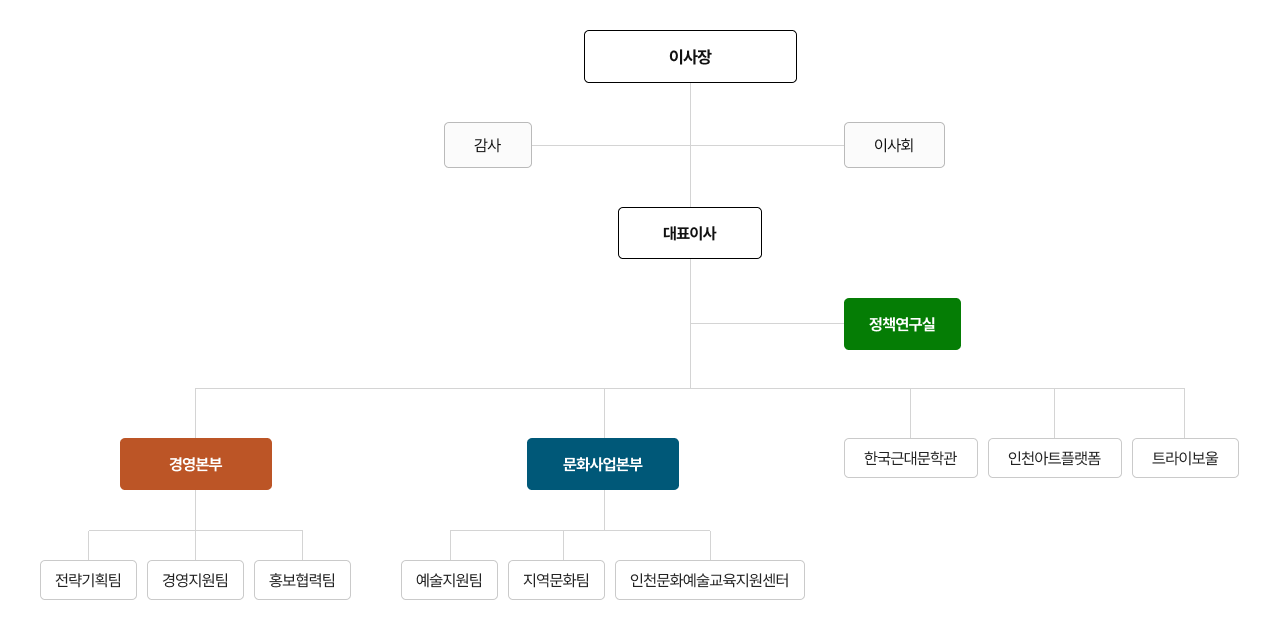 이사장
감사
이사회
대표이사
정책연구실
경영본부
문화사업본부
한국근대문학관
인천아트플랫폼
트라이보울
전략기획팀
경영지원팀
홍보협력팀
예술지원팀
지역문화팀
인천문화예술교육지원센터